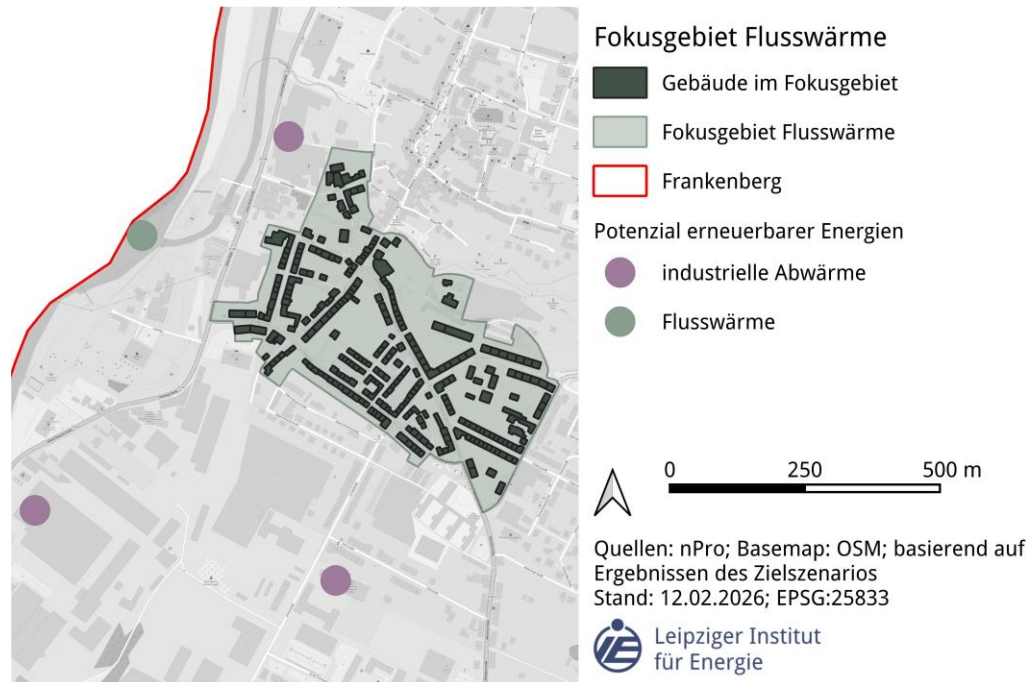 Fokusgebiet Flusswärme
Gebäude im Fokusgebiet
Fokusgebiet Flusswärme
Frankenberg
Potenzial erneuerbarer Energien
industrielle Abwärme
Flusswärme
0 250 500 m
Quellen: nPro; Basemap: OSM; basierend auf
Ergebnissen des Zielszenarios
Stand: 12.02.2026; EPSG:25833
Leipziger Institut
für Energie